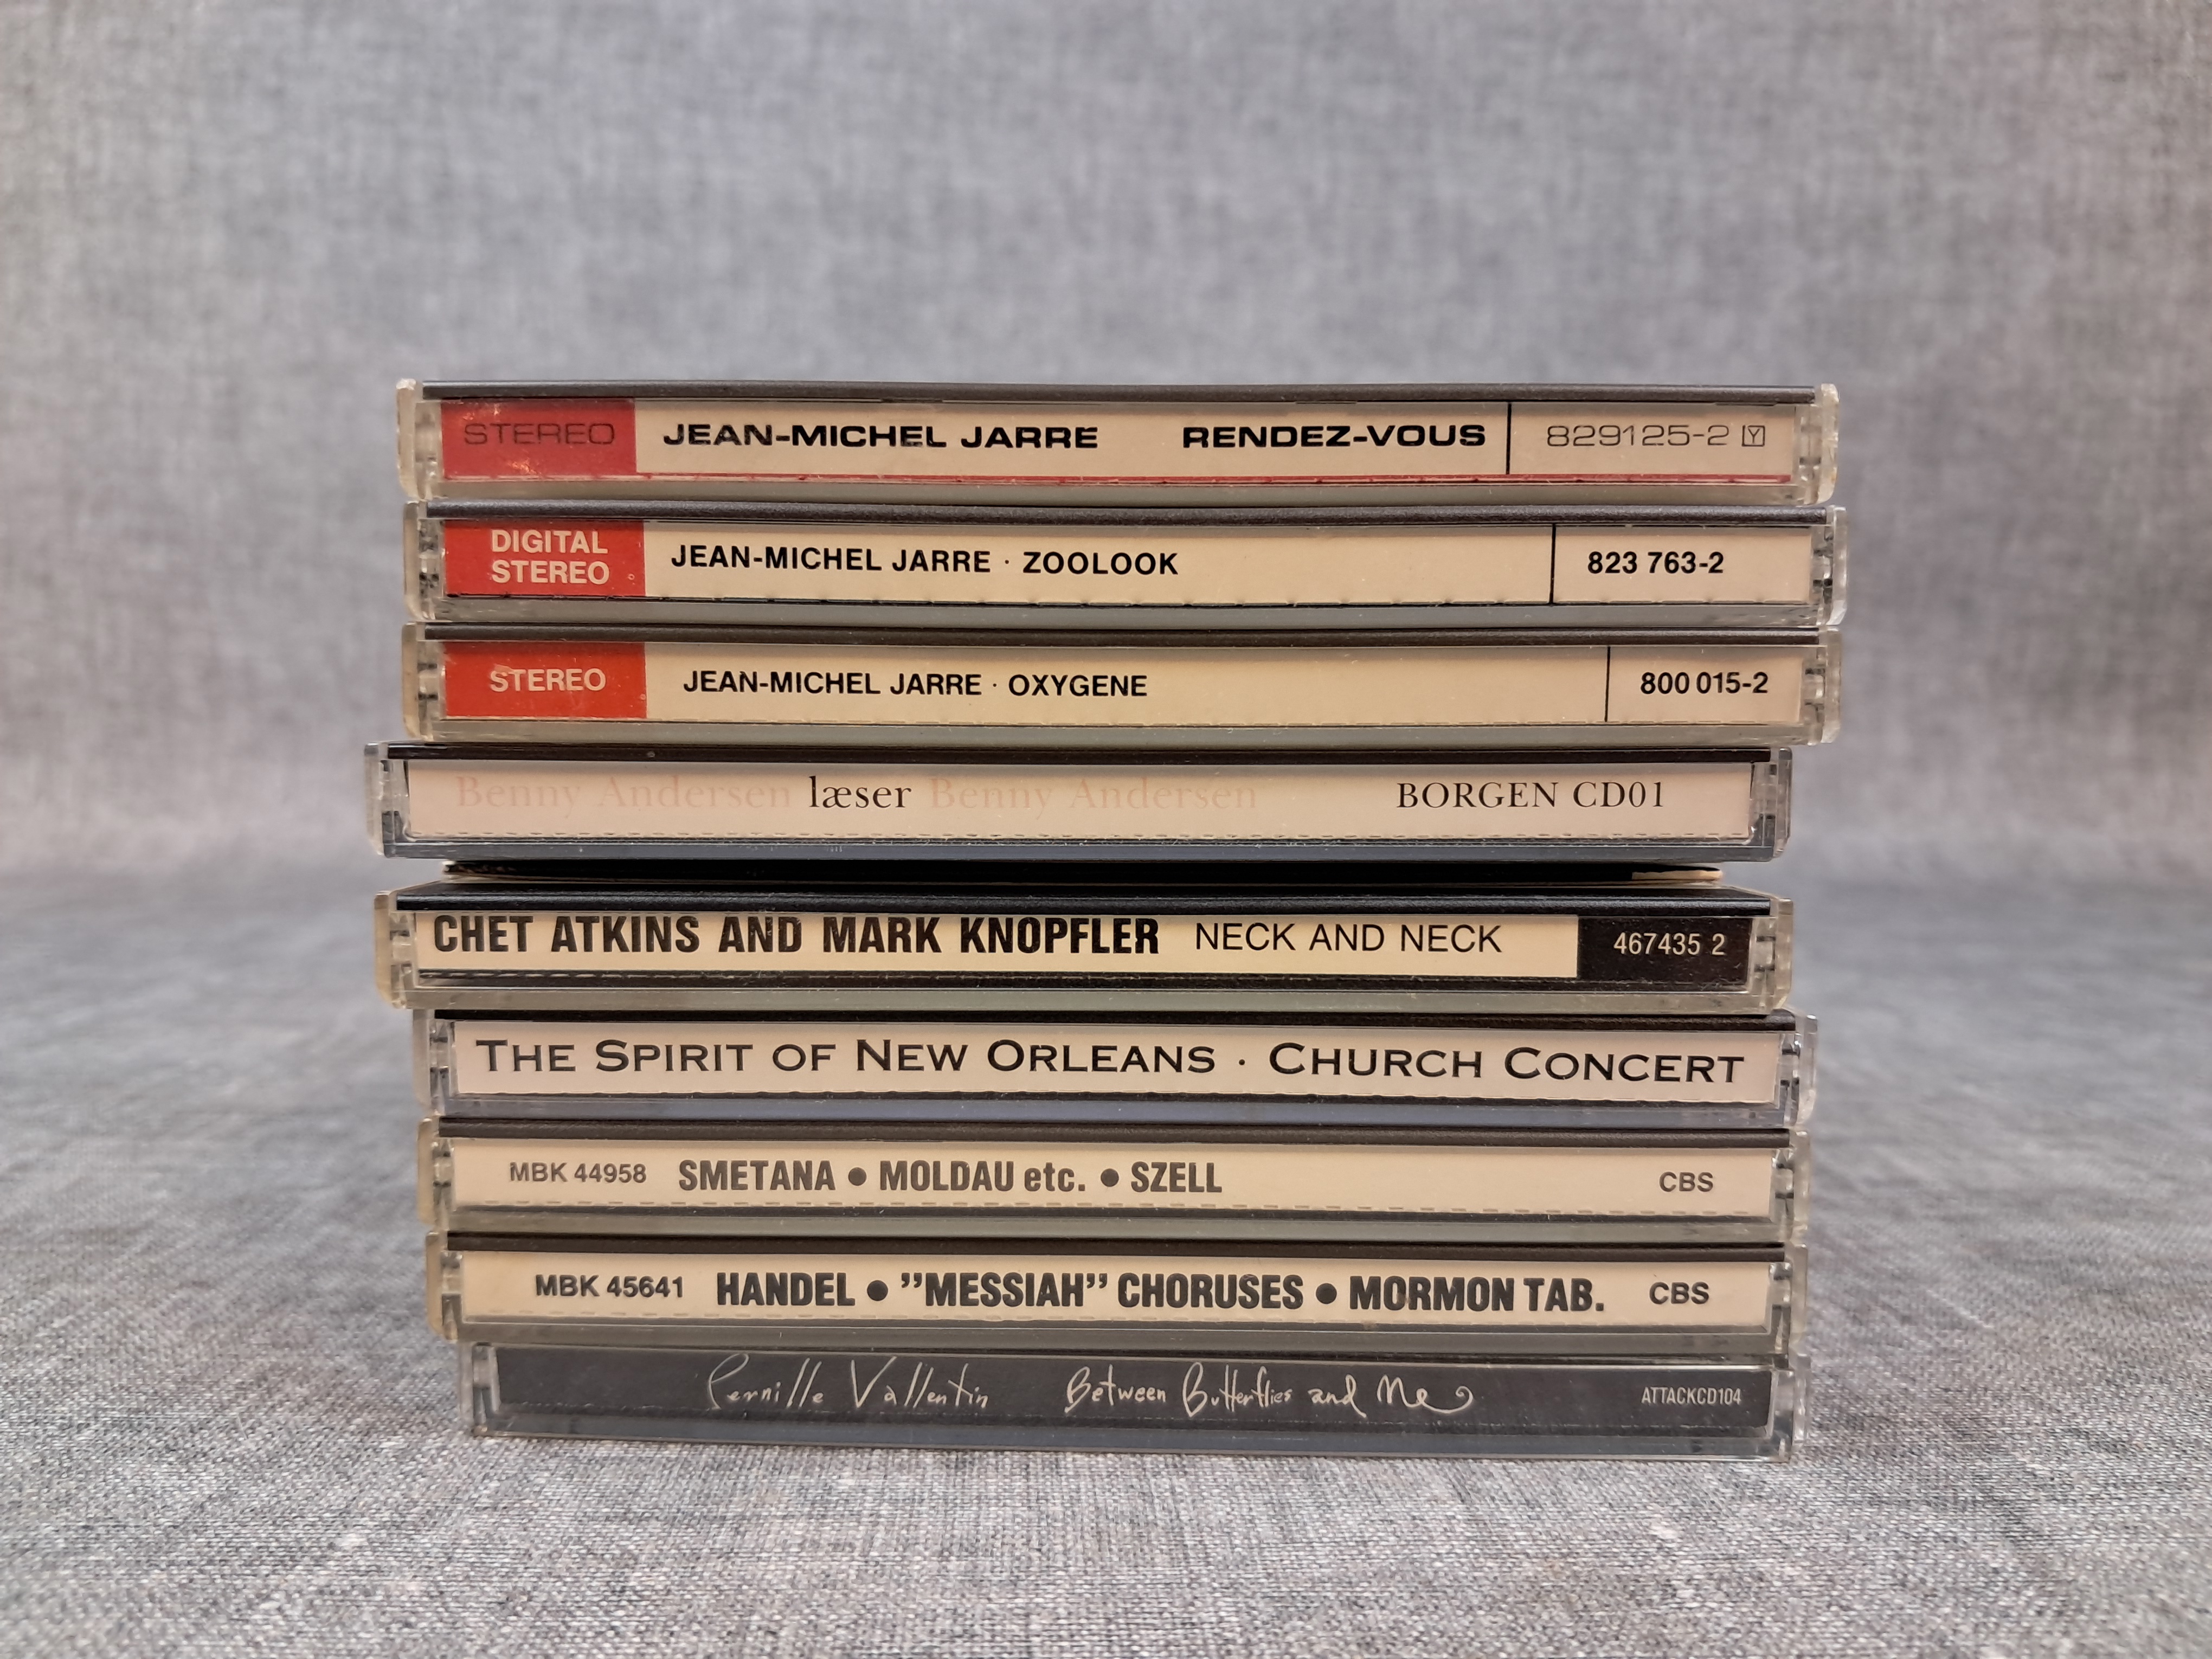 STEREO JEAN-MICHEL JARRE RENDEZ-VOUS 829125-2 Y
DIGITAL
STEREO JEAN-MICHEL JARRE · ZOOLOOK 823 763-2
STEREO JEAN-MICHEL JARRE · OXYGENE 800 015-2
Benny Andersen læser Benny Andersen BORGEN CD01
CHET ATKINS AND MARK KNOPFLER NECK AND NECK 467435 2
THE SPIRIT OF NEW ORLEANS · CHURCH CONCERT
MBK 44958 SMETANA ● MOLDAU etc. ● SZELL CBS
MBK 45641 HANDEL ● ”MESSIAH” CHORUSES ● MORMON TAB. CBS
Pernille Vallentin Between Butterflies and Me ATTACKCD104